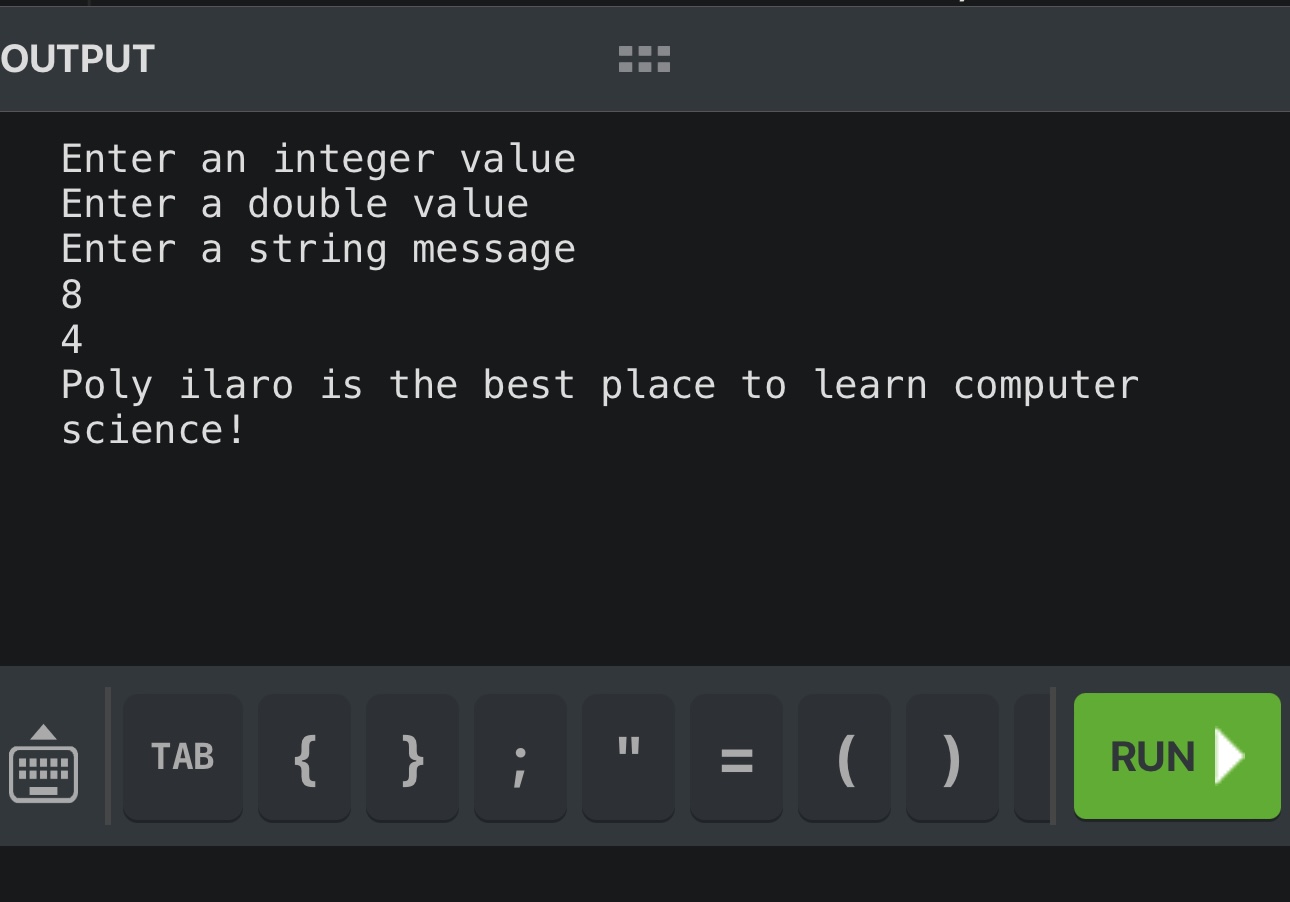 OUTPUT
Enter an integer value
Enter a double value
Enter a string message
8
4
Poly ilaro is the best place to learn computer
science!
TAB { } ; " = ( ) RUN